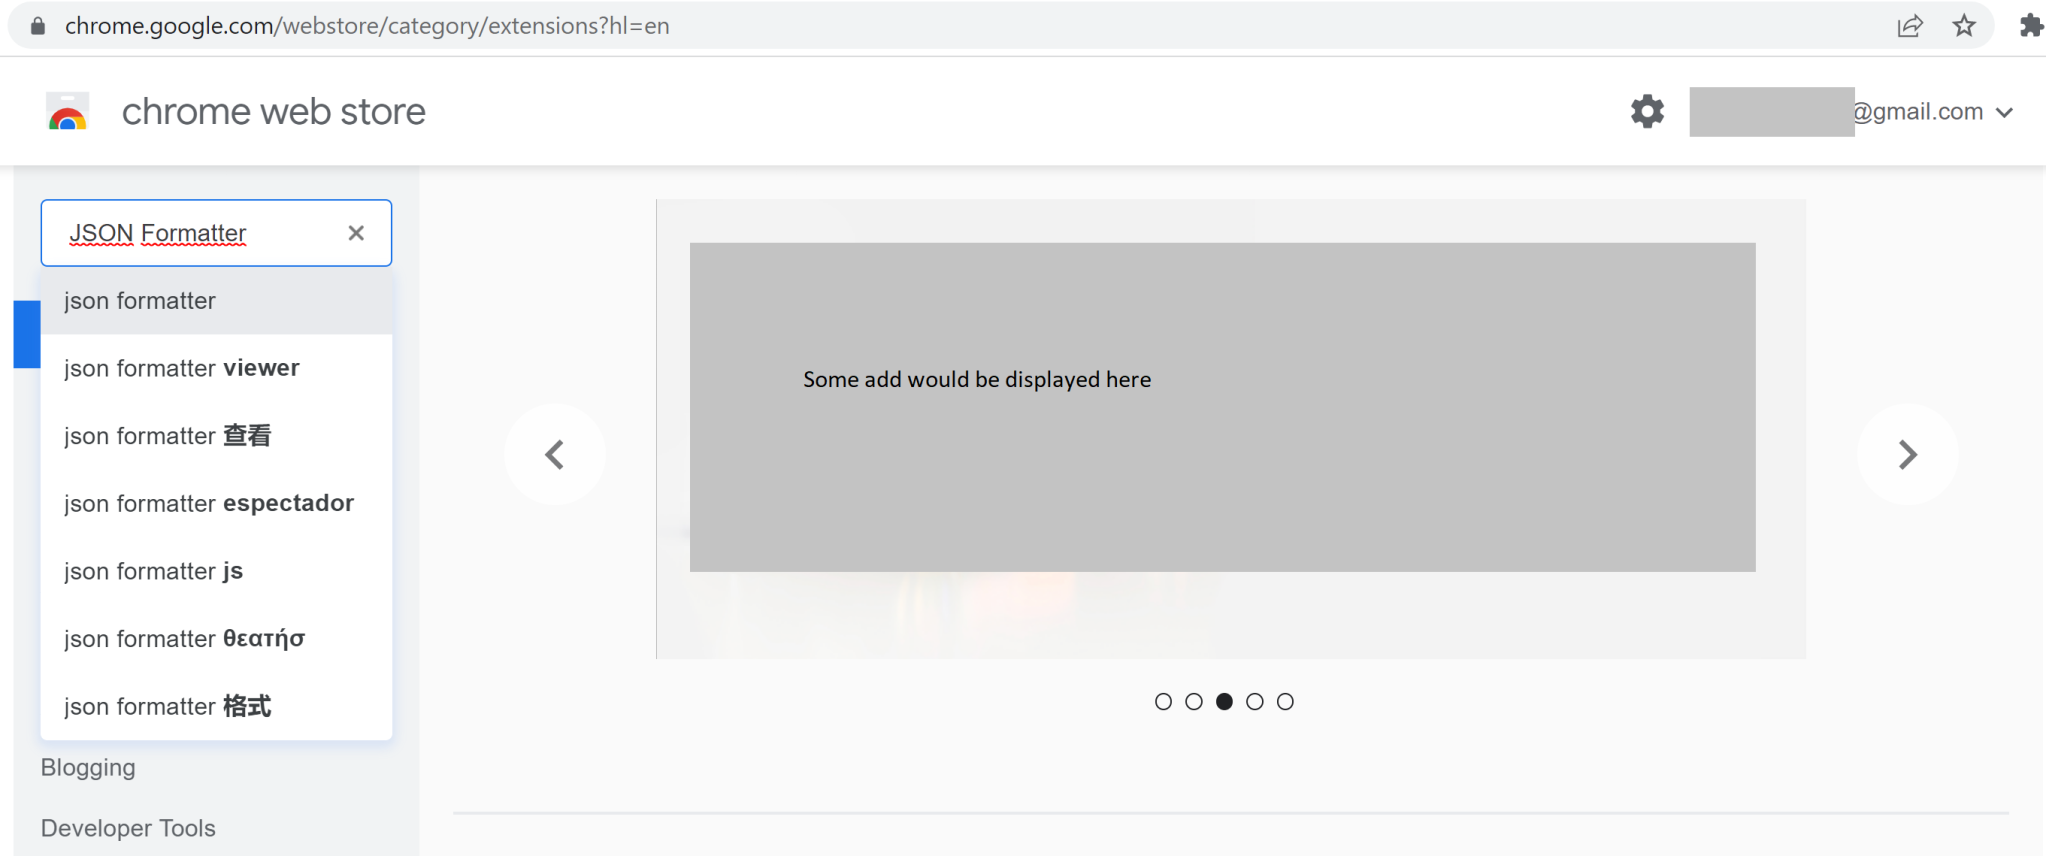 chrome.google.com/webstore/category/extensions?hl=en
chrome web store
@gmail.com
JSON Formatter
json formatter
json formatter viewer
json formatter 查看
json formatter espectador
json formatter js
json formatter θεατήσ
json formatter 格式
Blogging
Developer Tools
Some add would be displayed here